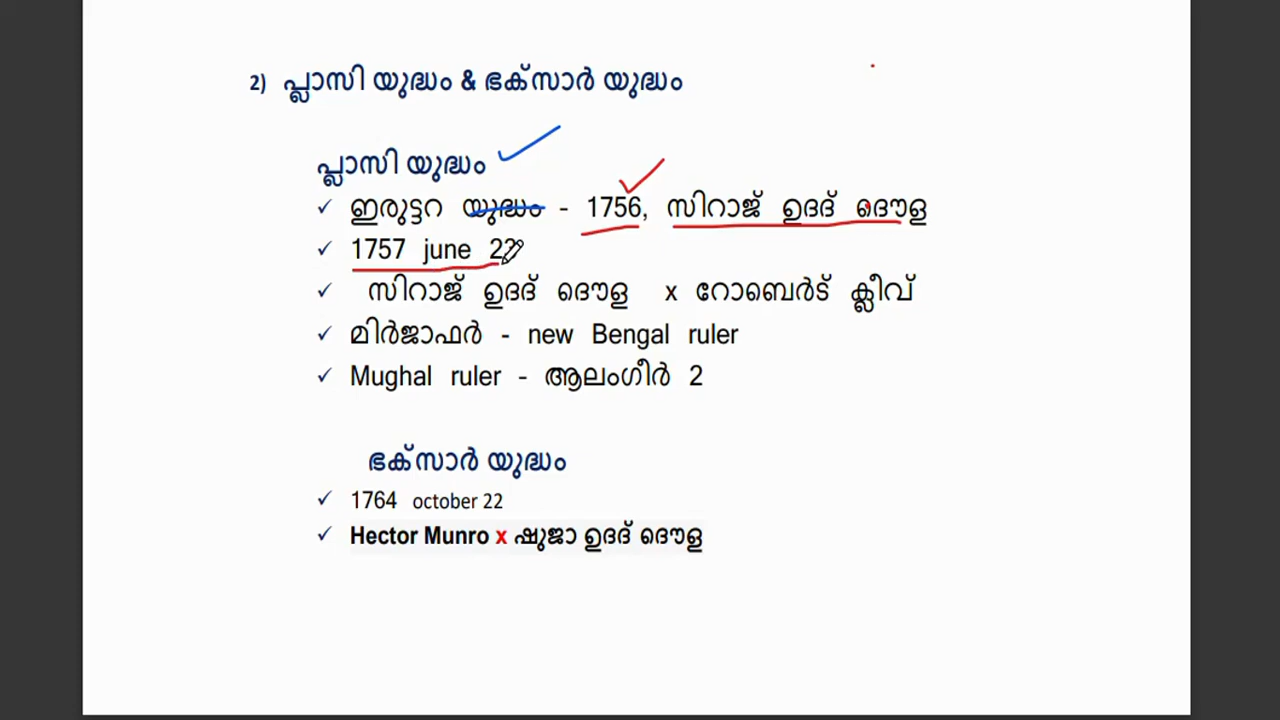 2) പ്ലാസി യുദ്ധം & ഭക്സാർ യുദ്ധം
പ്ലാസി യുദ്ധം
✓ ഇരുട്ടറ യുദ്ധം - 1756, സിറാജ് ഉദദ് ദൌള
✓ 1757 june 23
✓ സിറാജ് ഉദദ് ദൌള x റോബെർട് ക്ലീവ്
✓ മിർജാഫർ - new Bengal ruler
✓ Mughal ruler - ആലംഗീർ 2
ഭക്സാർ യുദ്ധം
✓ 1764 october 22
✓ Hector Munro x ഷുജാ ഉദദ് ദൌള